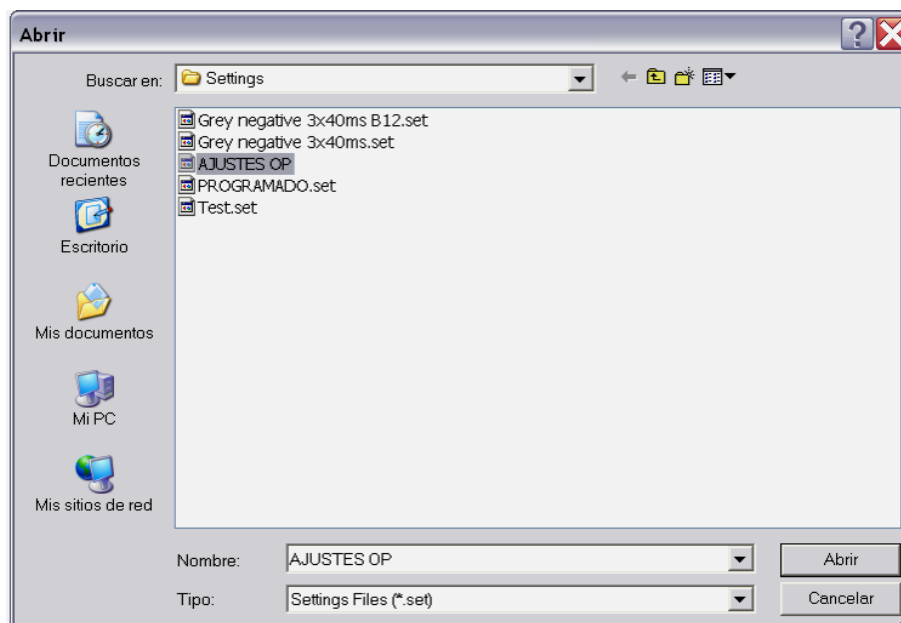 Abrir
Buscar en: Settings
Grey negative 3x40ms B12.set
Grey negative 3x40ms.set
AJUSTES OP
PROGRAMADO.set
Test.set
Documentos
recientes
Escritorio
Mis documentos
Mi PC
Mis sitios de red
Nombre: AJUSTES OP Abrir
Tipo: Settings Files (*.set) Cancelar